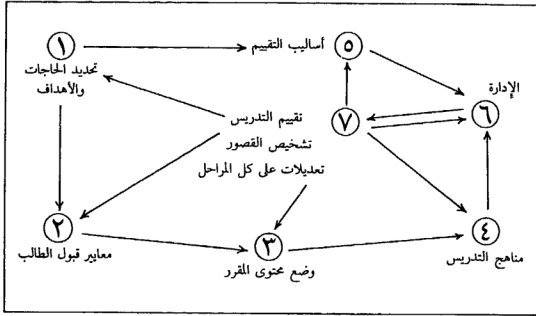 ١
تحديد الحاجات
والأهداف
أساليب التقييم ٥
الإدارة
٦
تقييم التدريس ٧
تشخيص القصور
تعديلات على كل المراحل
٢
معايير قبول الطالب
٣
وضع محتوى المقرر
٤
مناهج التدريس